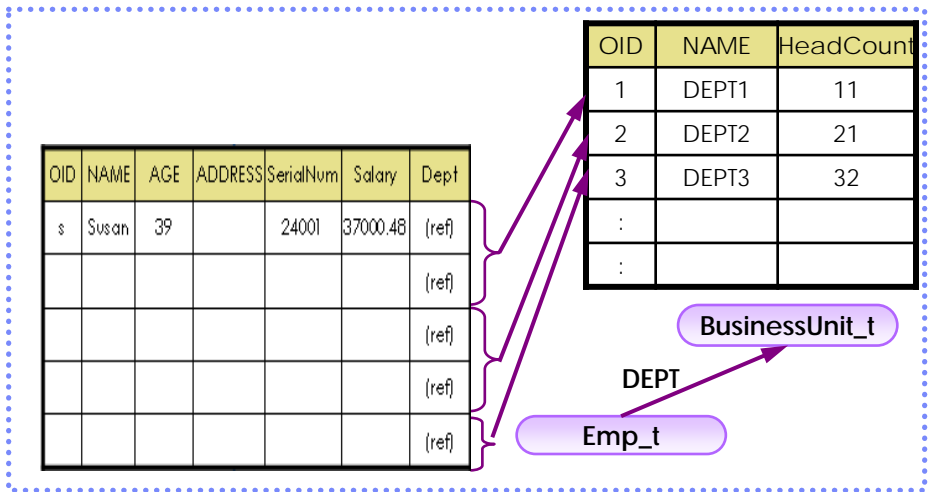 OID NAME HeadCount
1 DEPT1 11
2 DEPT2 21
3 DEPT3 32
:
:
OID NAME AGE ADDRESS SerialNum Salary Dept
s Susan 39 24001 37000.48 (ref)
(ref)
(ref)
(ref)
(ref)
BusinessUnit_t
DEPT
Emp_t